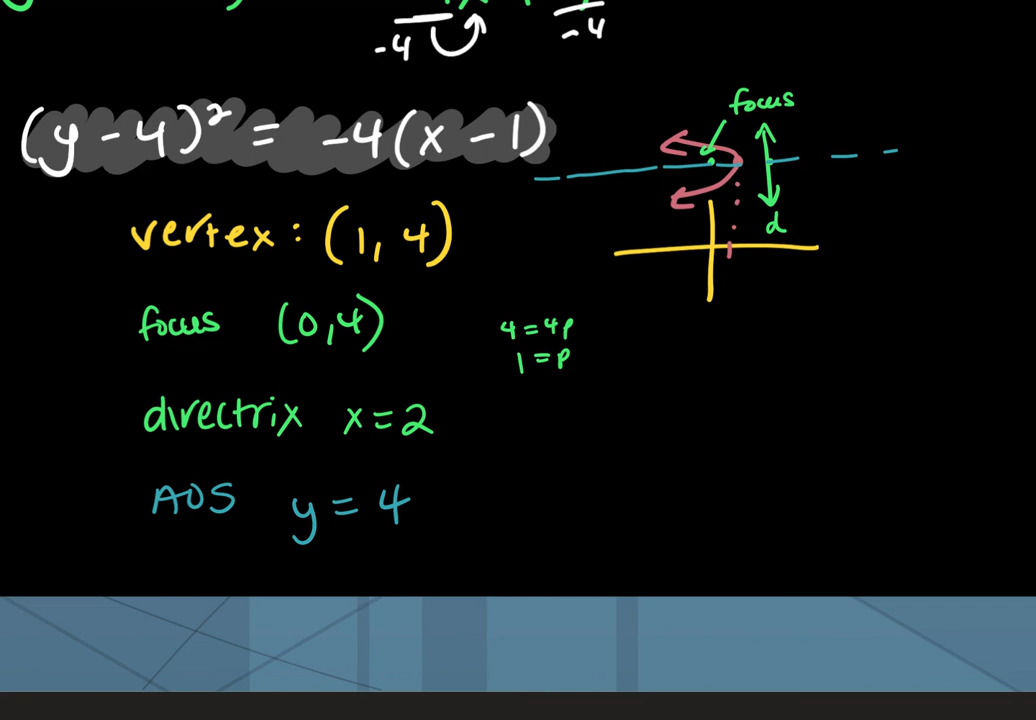 -4 -4
(y-4)² = -4(x-1)
focus
d
vertex: (1, 4)
focus (0,4)
4=4p
1=p
directrix x=2
AOS y=4